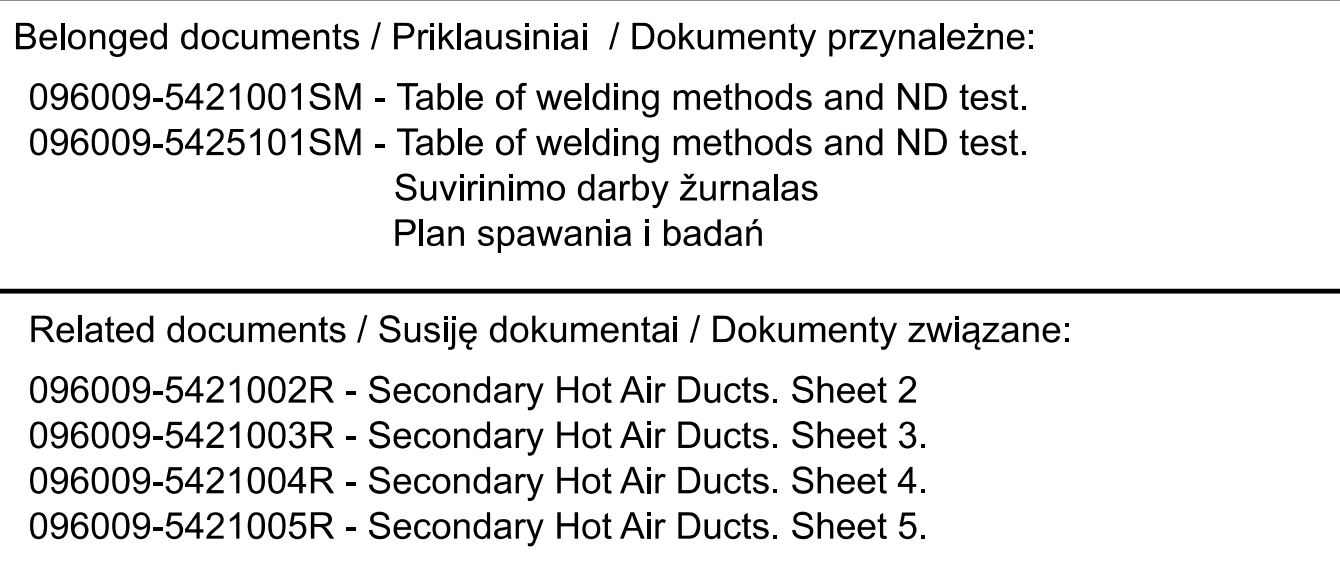 Belonged documents / Priklausiniai / Dokumenty przynależne:
096009-5421001SM - Table of welding methods and ND test.
096009-5425101SM - Table of welding methods and ND test.
Suvirinimo darby žurnalas
Plan spawania i badań
Related documents / Susiję dokumentai / Dokumenty związane:
096009-5421002R - Secondary Hot Air Ducts. Sheet 2
096009-5421003R - Secondary Hot Air Ducts. Sheet 3.
096009-5421004R - Secondary Hot Air Ducts. Sheet 4.
096009-5421005R - Secondary Hot Air Ducts. Sheet 5.